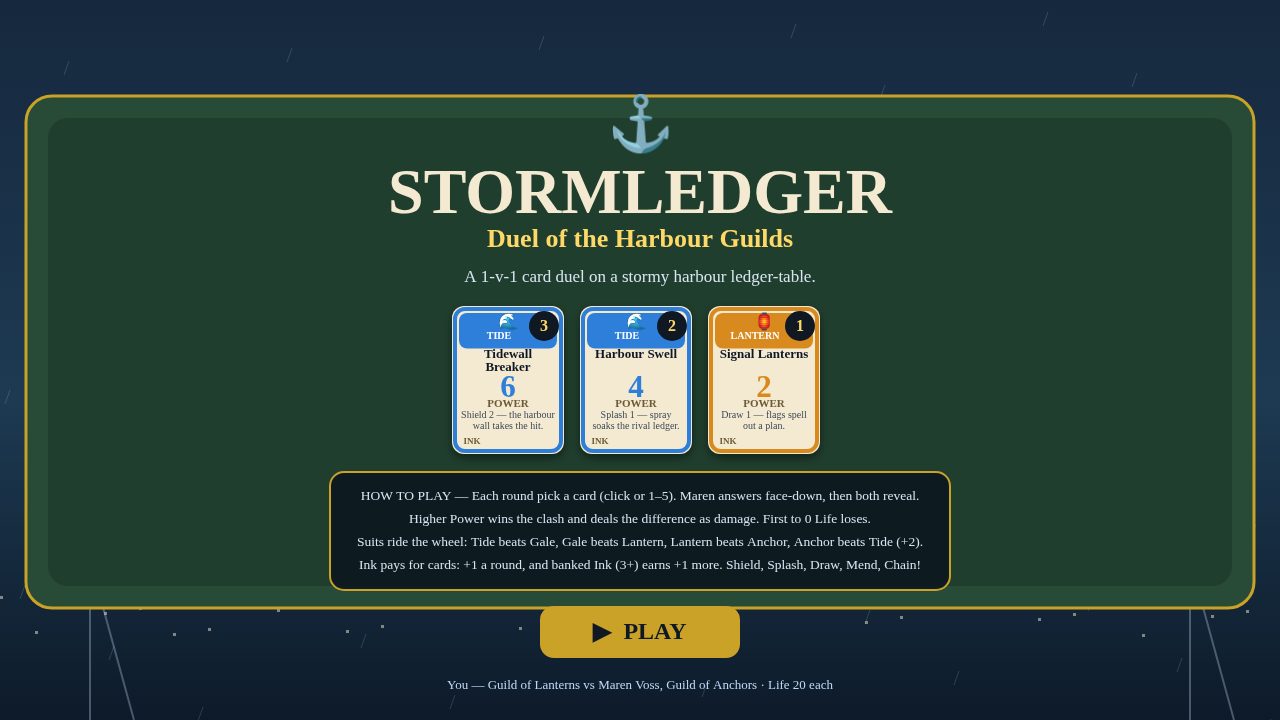 STORMLEDGER
Duel of the Harbour Guilds
A 1-v-1 card duel on a stormy harbour ledger-table.
TIDE 3
Tidewall
Breaker
6
POWER
Shield 2 — the harbour
wall takes the hit.
INK
TIDE 2
Harbour Swell
4
POWER
Splash 1 — spray
soaks the rival ledger.
INK
LANTERN 1
Signal Lanterns
2
POWER
Draw 1 — flags spell
out a plan.
INK
HOW TO PLAY — Each round pick a card (click or 1–5). Maren answers face-down, then both reveal.
Higher Power wins the clash and deals the difference as damage. First to 0 Life loses.
Suits ride the wheel: Tide beats Gale, Gale beats Lantern, Lantern beats Anchor, Anchor beats Tide (+2).
Ink pays for cards: +1 a round, and banked Ink (3+) earns +1 more. Shield, Splash, Draw, Mend, Chain!
▶ PLAY
You — Guild of Lanterns vs Maren Voss, Guild of Anchors · Life 20 each